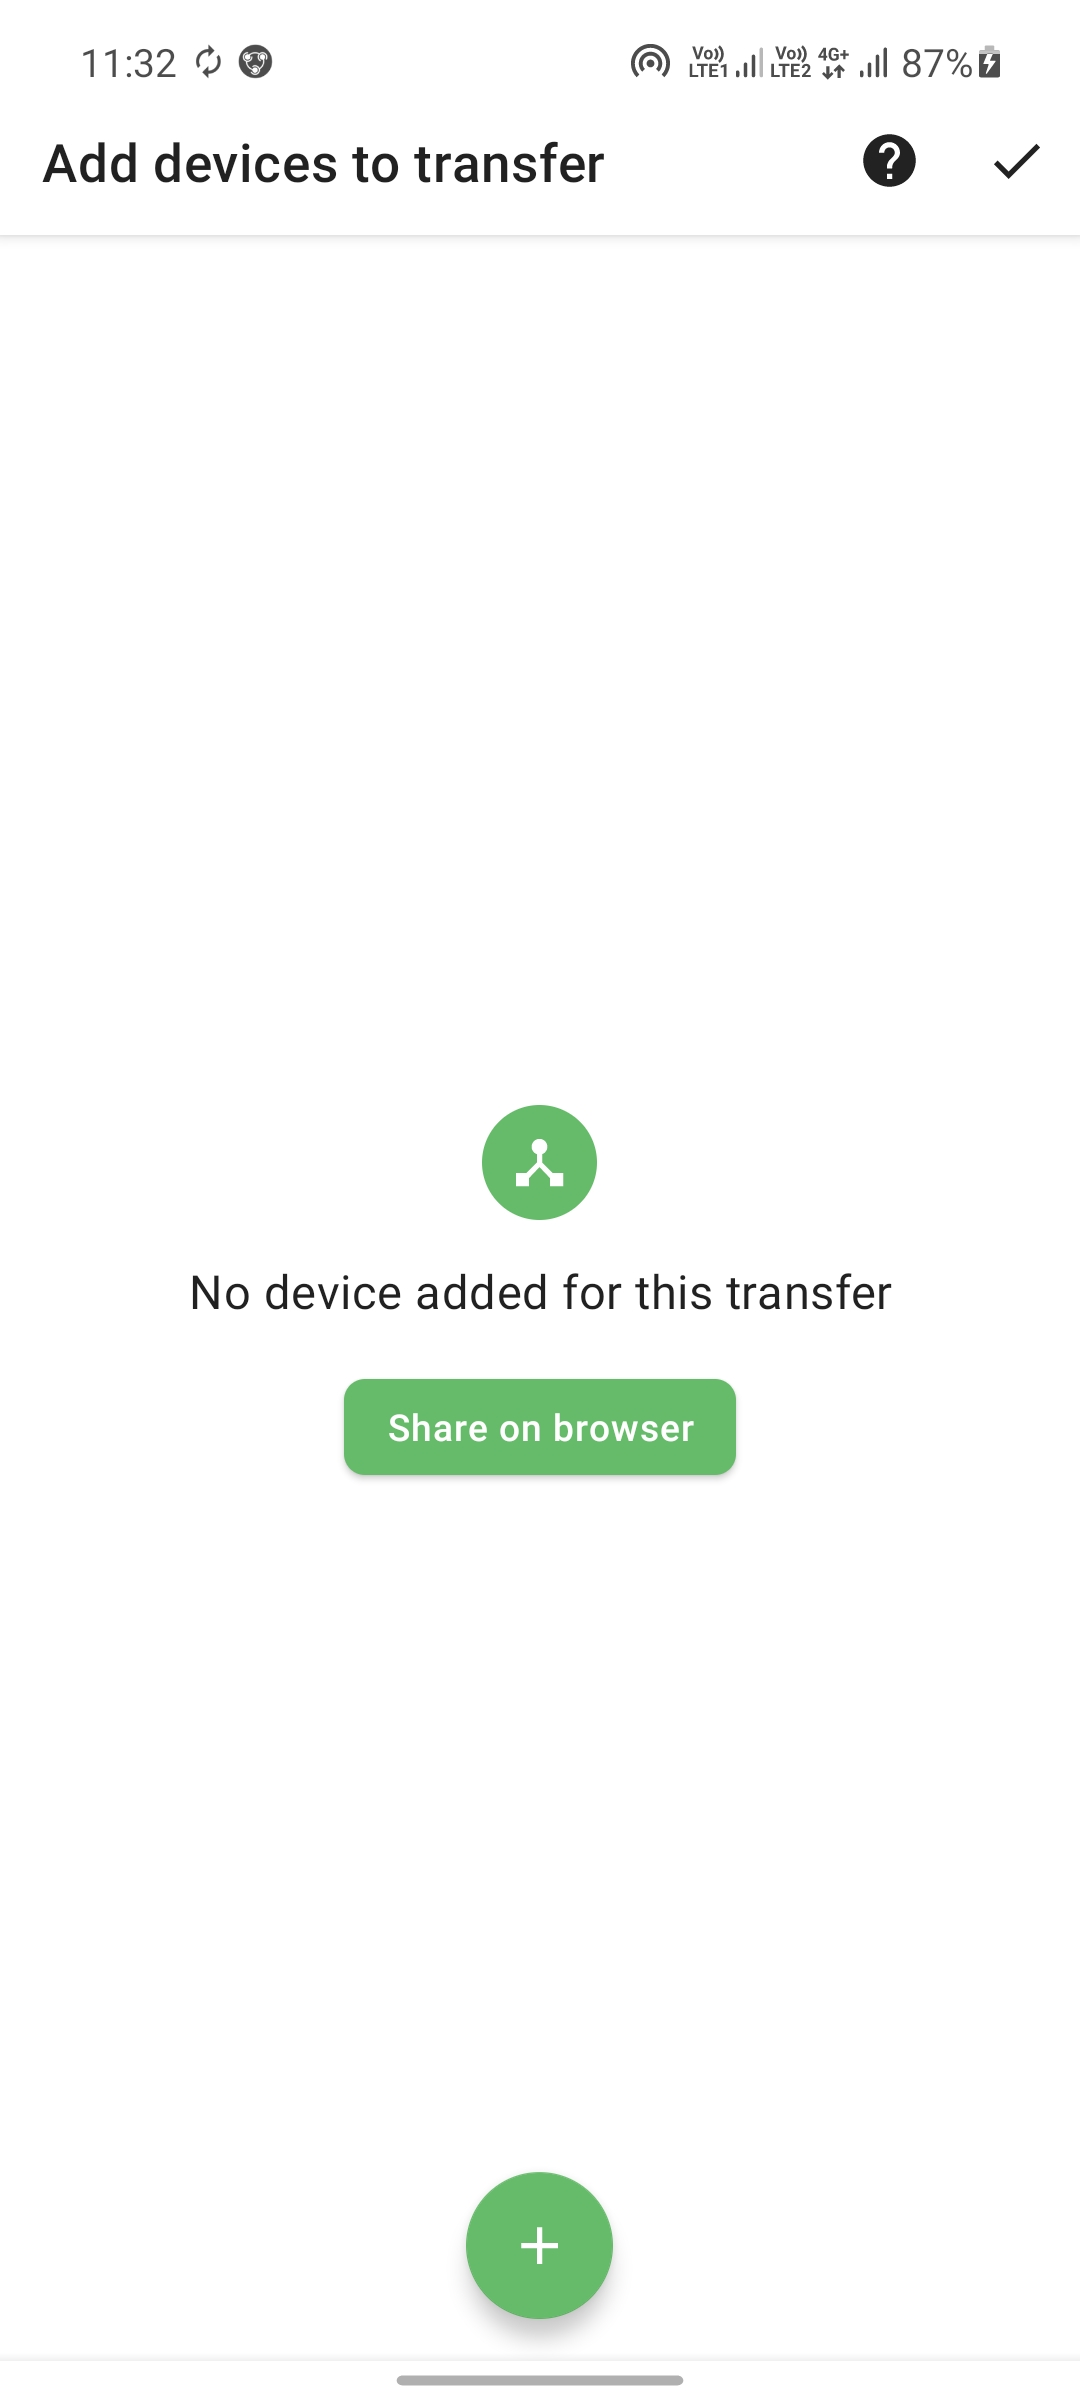 11:32
Vo)) LTE1 Vo)) LTE2 4G+ 87%
Add devices to transfer
No device added for this transfer
Share on browser